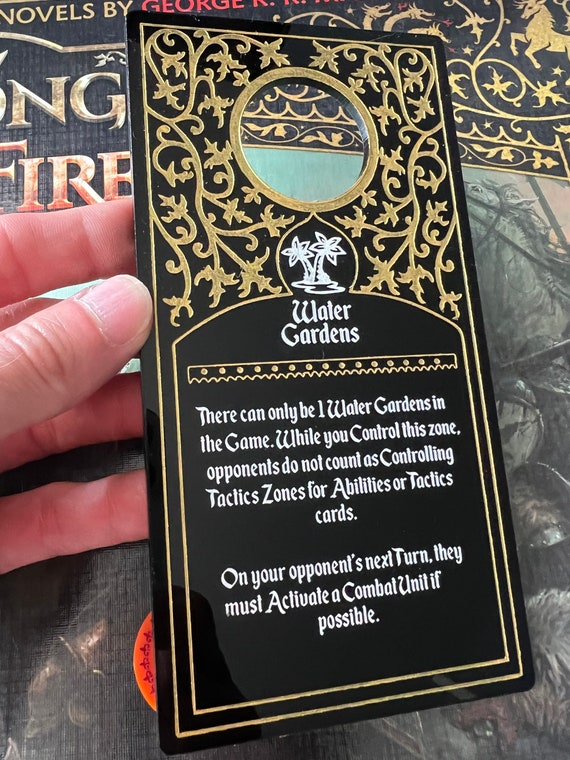 NOVELS BY GEORGE R. R. M
ONG
FIRE
Water
Gardens
There can only be 1 Water Gardens in
the Game. While you Control this zone,
opponents do not count as Controlling
Tactics Zones for Abilities or Tactics
cards.
On your opponent's next Turn, they
must Activate a Combat Unit if
possible.